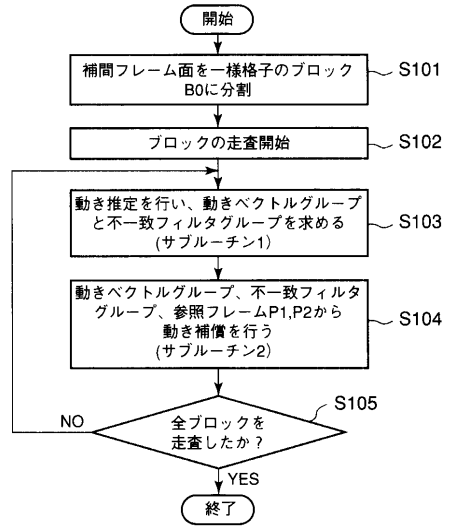 開始
補間フレーム面を一様格子のブロック
B0に分割
S101
ブロックの走査開始
S102
動き推定を行い、動きベクトルグループ
と不一致フィルタグループを求める
(サブルーチン1)
S103
動きベクトルグループ、不一致フィルタ
グループ、参照フレームP1,P2から
動き補償を行う
(サブルーチン2)
S104
全ブロックを
走査したか?
S105
NO
YES
終了